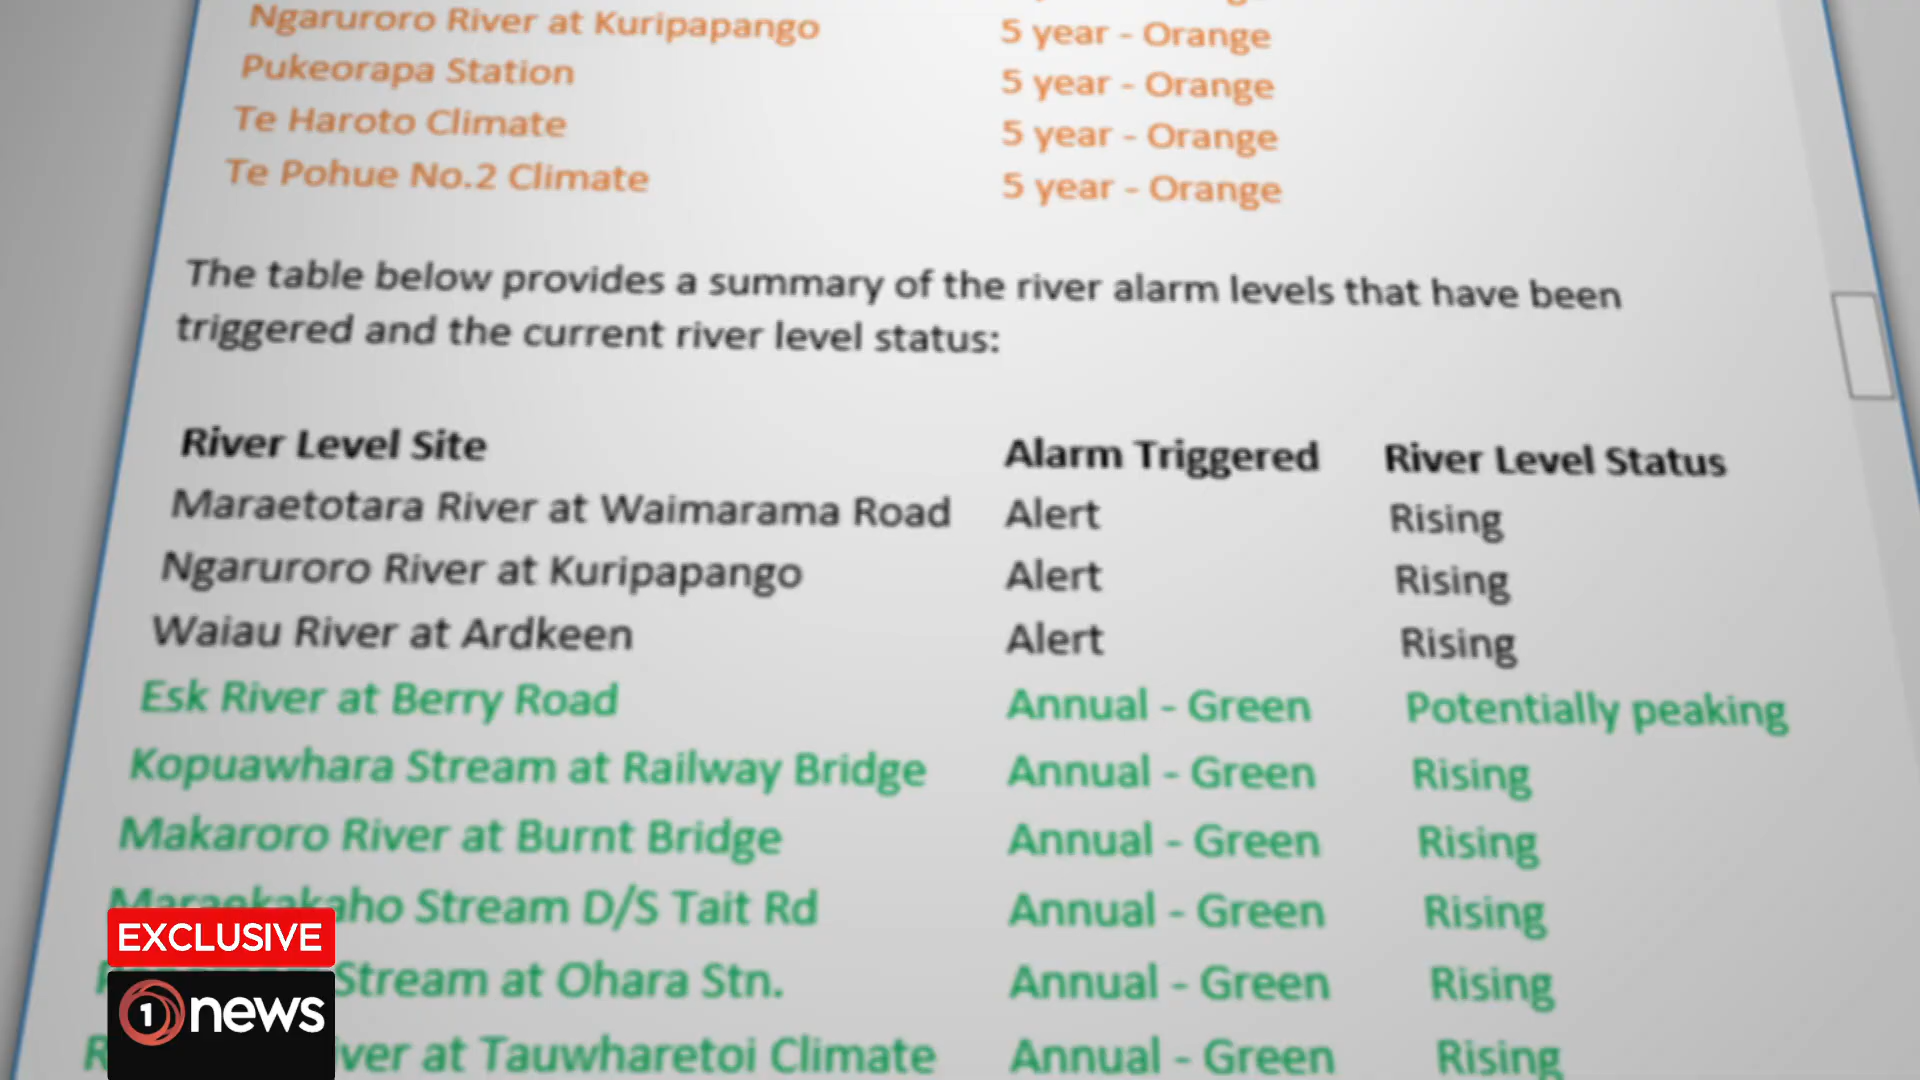 Ngaruroro River at Kuripapango 5 year - Orange
Pukeorapa Station 5 year - Orange
Te Haroto Climate 5 year - Orange
Te Pohue No.2 Climate 5 year - Orange
The table below provides a summary of the river alarm levels that have been
triggered and the current river level status:
River Level Site Alarm Triggered River Level Status
Maraetotara River at Waimarama Road Alert Rising
Ngaruroro River at Kuripapango Alert Rising
Waiau River at Ardkeen Alert Rising
Esk River at Berry Road Annual - Green Potentially peaking
Kopuawhara Stream at Railway Bridge Annual - Green Rising
Makaroro River at Burnt Bridge Annual - Green Rising
Maraekakaho Stream D/S Tait Rd Annual - Green Rising
Stream at Ohara Stn. Annual - Green Rising
at Tauwharetoi Climate Annual - Green Rising
EXCLUSIVE
1 news